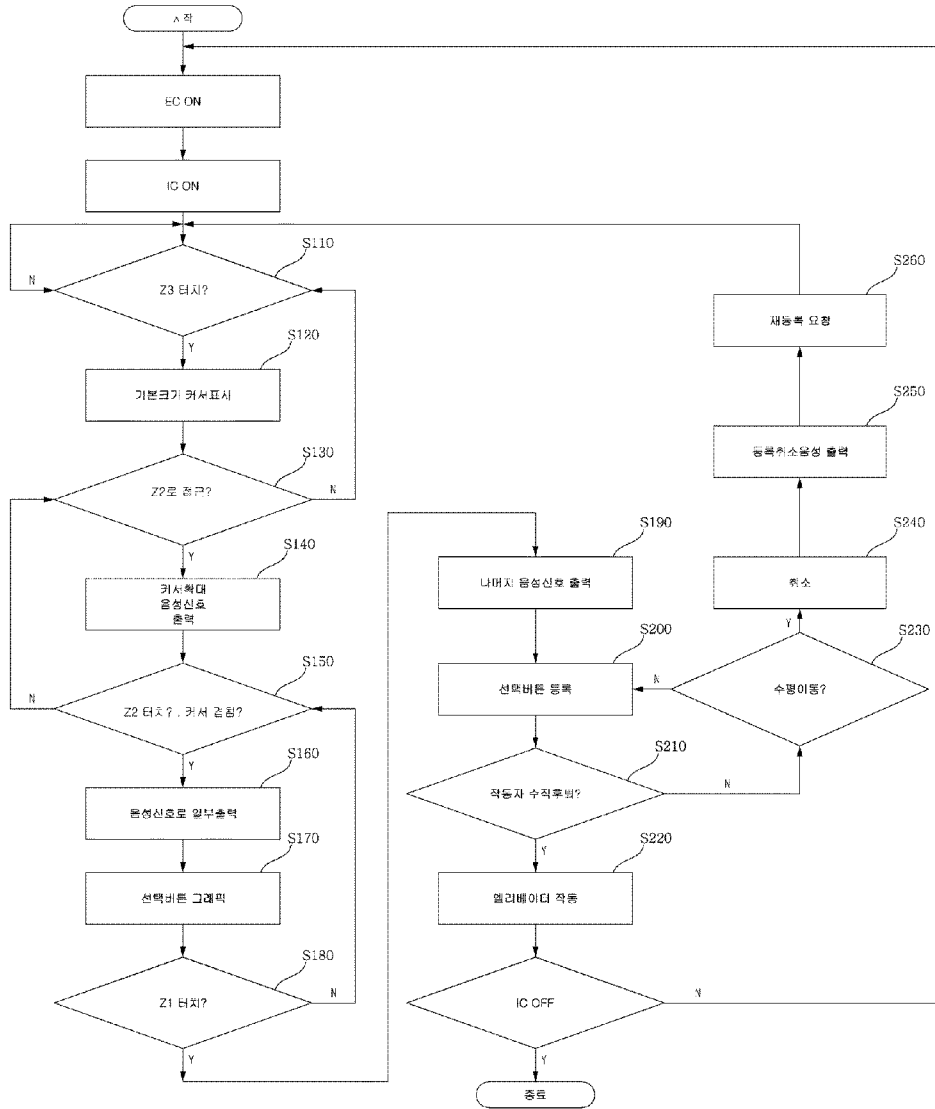 시작
EC ON
IC ON
S110
Z3 터치?
N
Y
S120
기본크기 커서표시
S130
Z2로 접근?
N
Y
S140
커서확대
음성신호
출력
S150
Z2 터치? , 커서 겹침?
N
Y
S160
음성신호로 일부출력
S170
선택버튼 그래픽
S180
Z1 터치?
N
Y
S190
나머지 음성신호 출력
S200
선택버튼 등록
S210
작동자 수직후퇴?
N
Y
S220
엘리베이터 작동
IC OFF
N
Y
종료
S230
수평이동?
N
Y
S240
취소
S250
등록취소음성 출력
S260
재등록 요청